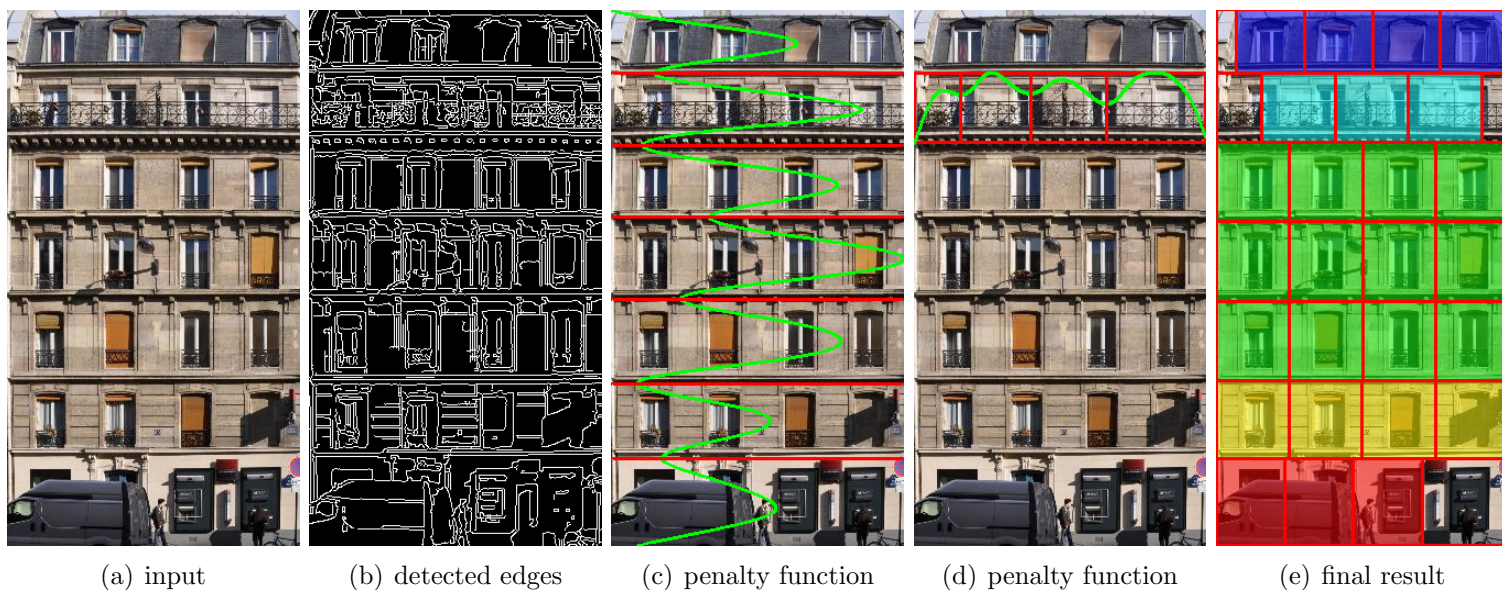 (a) input
(b) detected edges
(c) penalty function
(d) penalty function
(e) final result